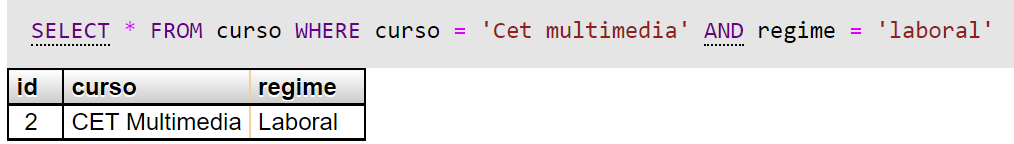 SELECT * FROM curso WHERE curso = 'Cet multimedia' AND regime = 'laboral'
id curso regime
2 CET Multimedia Laboral